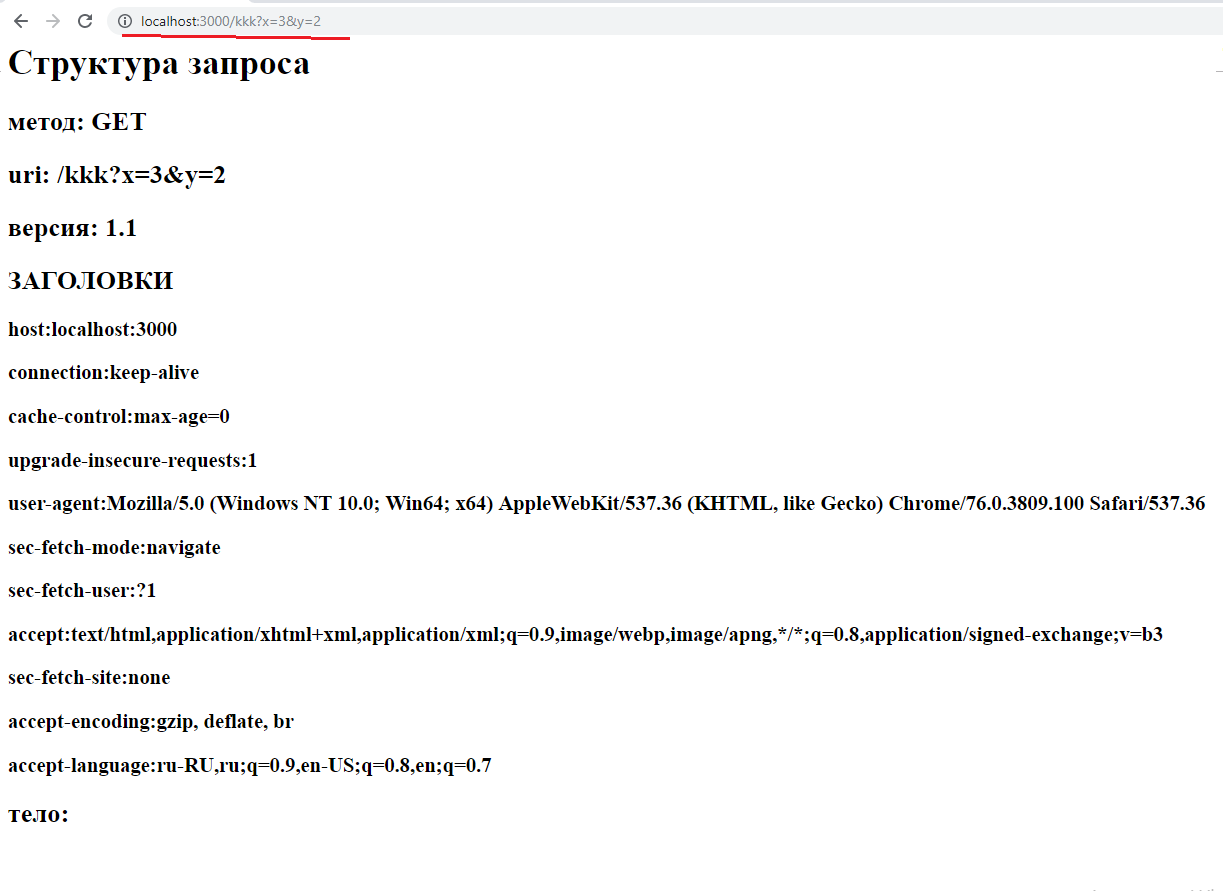 localhost:3000/kkk?x=3&y=2
Структура запроса
метод: GET
uri: /kkk?x=3&y=2
версия: 1.1
ЗАГОЛОВКИ
host:localhost:3000
connection:keep-alive
cache-control:max-age=0
upgrade-insecure-requests:1
user-agent:Mozilla/5.0 (Windows NT 10.0; Win64; x64) AppleWebKit/537.36 (KHTML, like Gecko) Chrome/76.0.3809.100 Safari/537.36
sec-fetch-mode:navigate
sec-fetch-user:?1
accept:text/html,application/xhtml+xml,application/xml;q=0.9,image/webp,image/apng,*/*;q=0.8,application/signed-exchange;v=b3
sec-fetch-site:none
accept-encoding:gzip, deflate, br
accept-language:ru-RU,ru;q=0.9,en-US;q=0.8,en;q=0.7
тело: